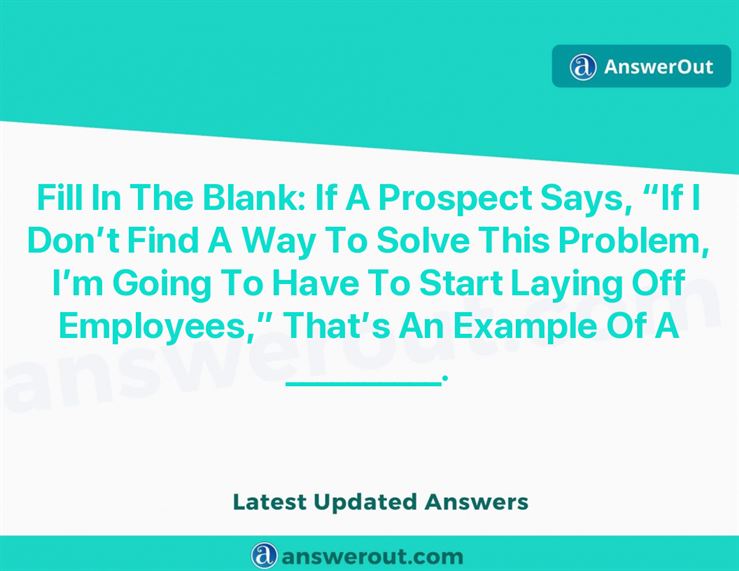 AnswerOut
Fill In The Blank: If A Prospect Says, “If I
Don’t Find A Way To Solve This Problem,
I’m Going To Have To Start Laying Off
Employees,” That’s An Example Of A
__________.
answerout.com
Latest Updated Answers
answerout.com